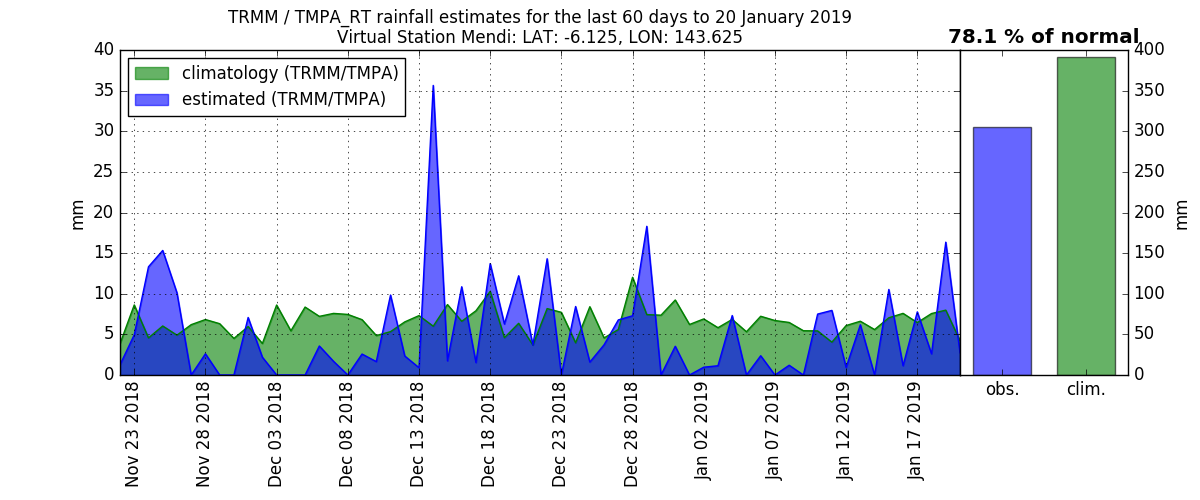 TRMM / TMPA_RT rainfall estimates for the last 60 days to 20 January 2019
Virtual Station Mendi: LAT: -6.125, LON: 143.625
78.1 % of normal
climatology (TRMM/TMPA)
estimated (TRMM/TMPA)
mm
40
35
30
25
20
15
10
5
0
Nov 23 2018
Nov 28 2018
Dec 03 2018
Dec 08 2018
Dec 13 2018
Dec 18 2018
Dec 23 2018
Dec 28 2018
Jan 02 2019
Jan 07 2019
Jan 12 2019
Jan 17 2019
obs.
clim.
400
350
300
250
200
150
100
50
0
mm